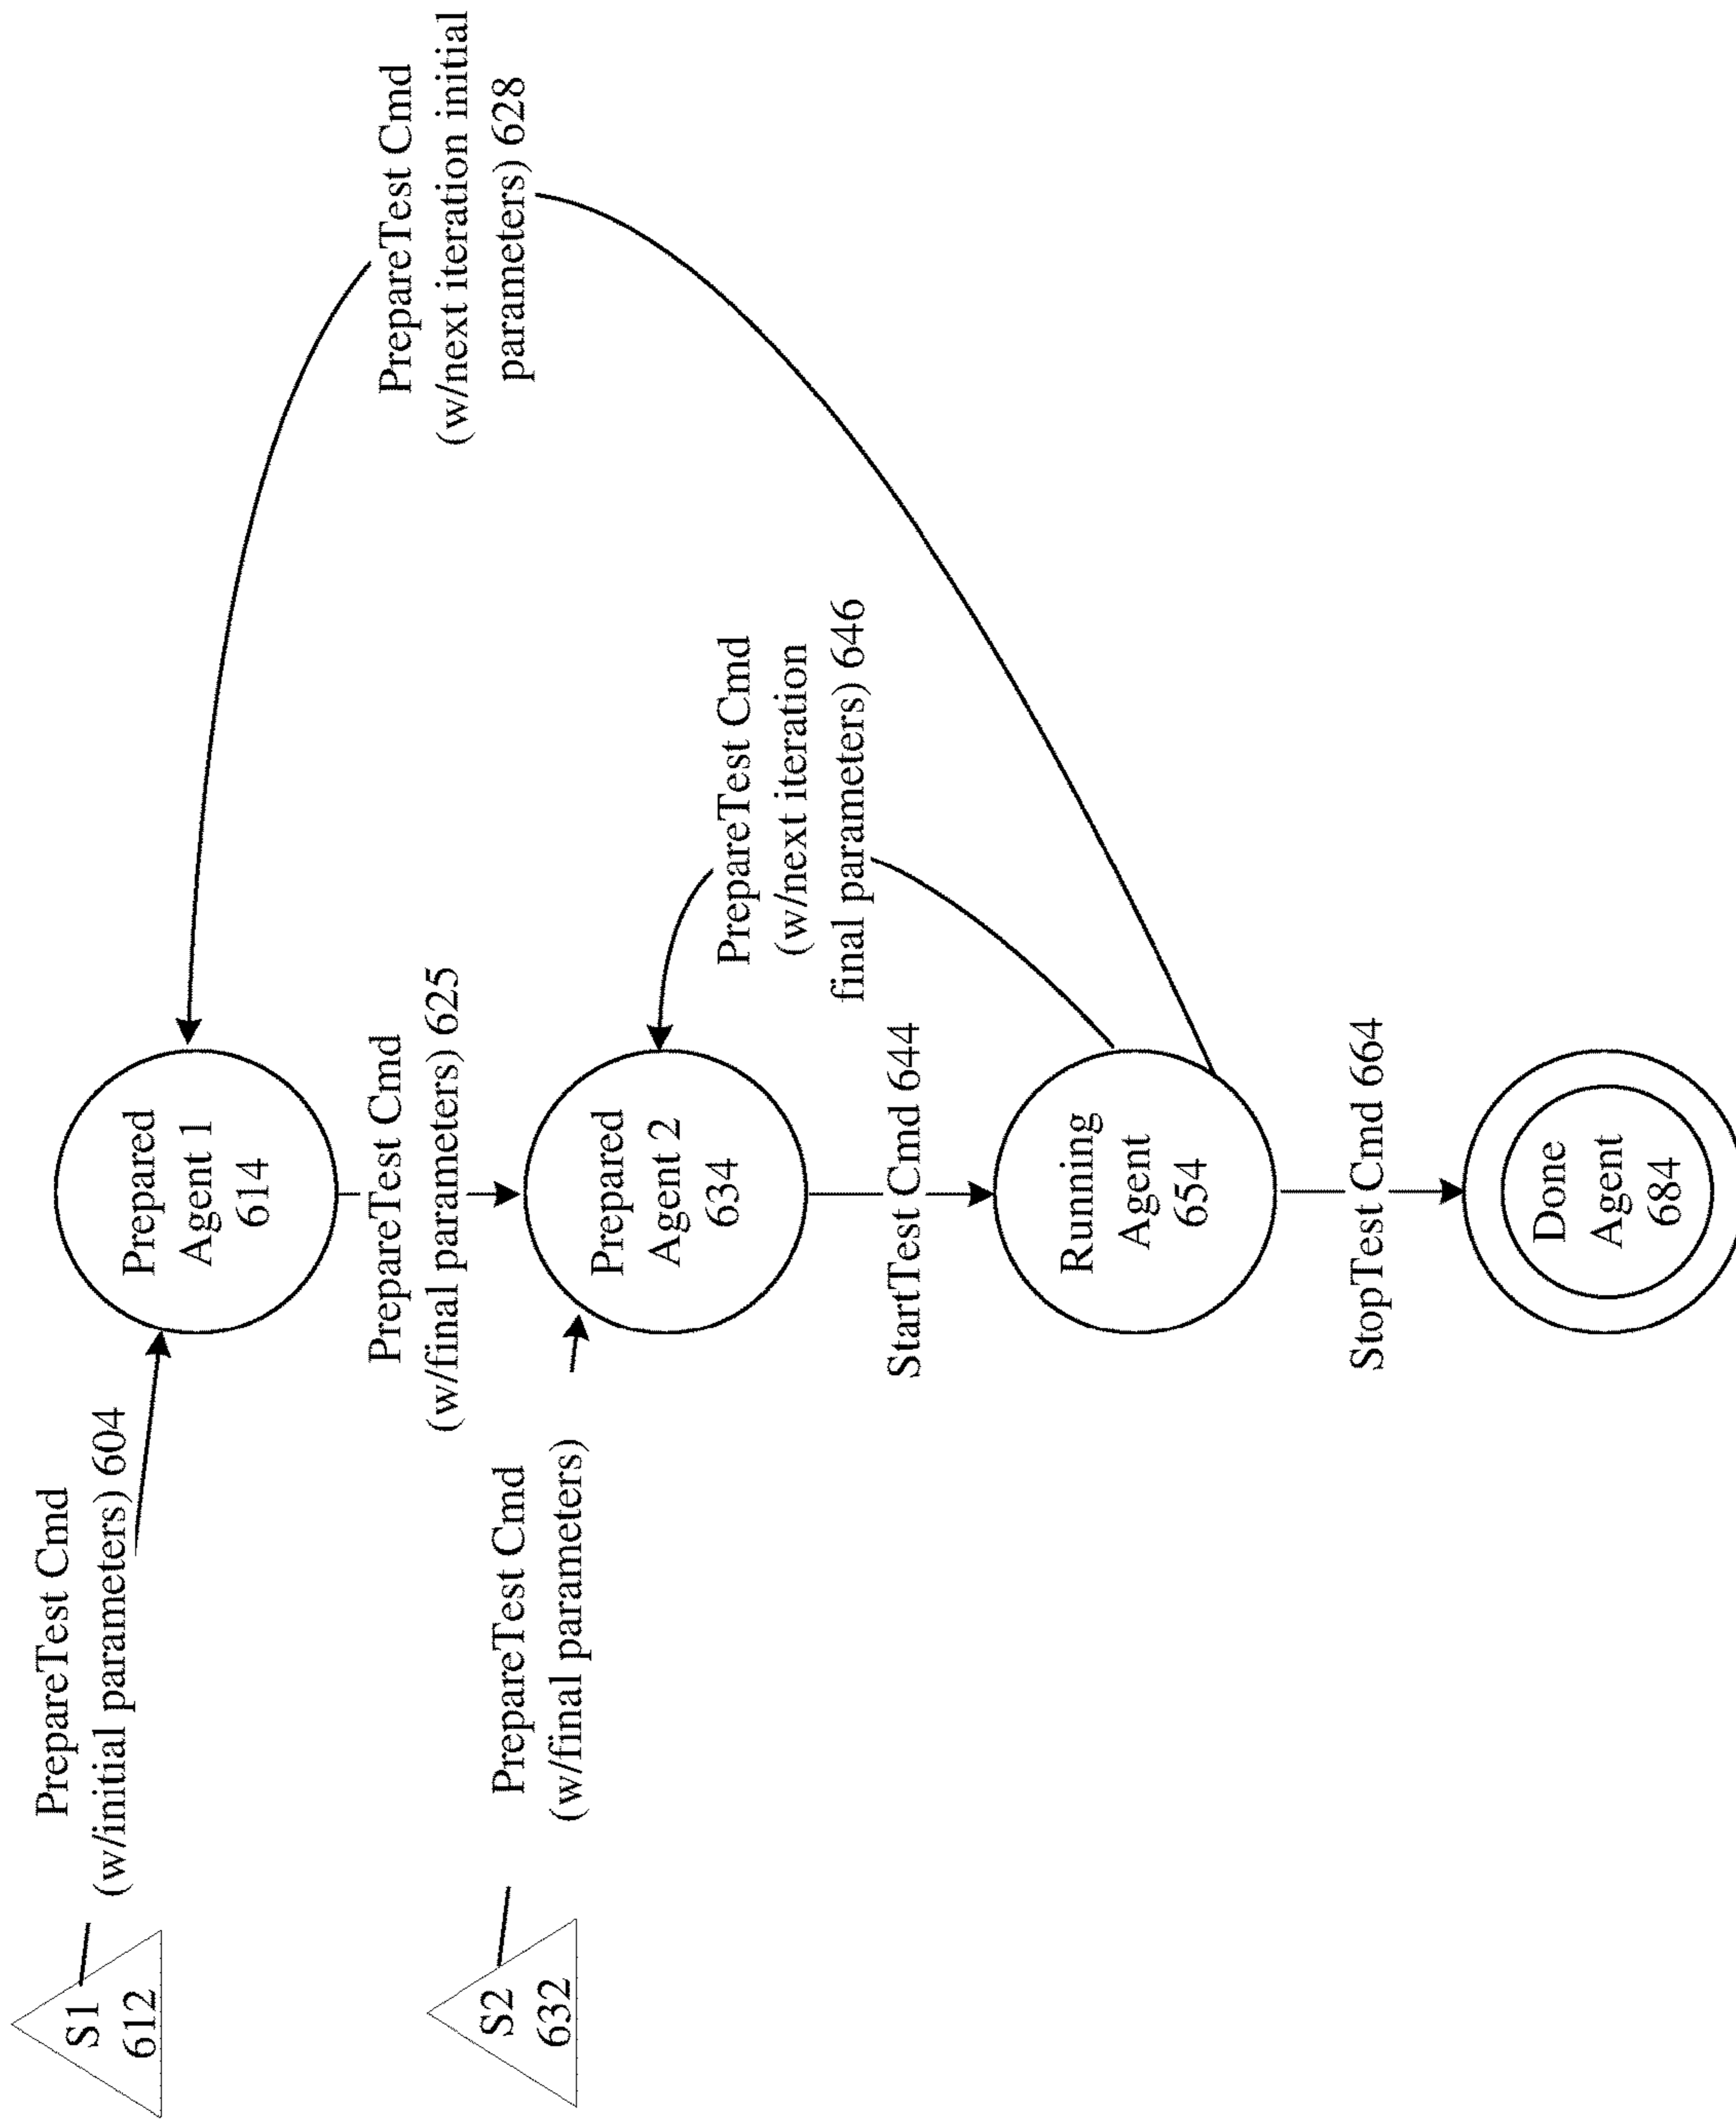 S1
612
PrepareTest Cmd
(w/initial parameters) 604
Prepared
Agent 1
614
PrepareTest Cmd
(w/next iteration initial
parameters) 628
PrepareTest Cmd
(w/final parameters) 625
S2
632
PrepareTest Cmd
(w/final parameters)
Prepared
Agent 2
634
PrepareTest Cmd
(w/next iteration
final parameters) 646
StartTest Cmd 644
Running
Agent
654
StopTest Cmd 664
Done
Agent
684